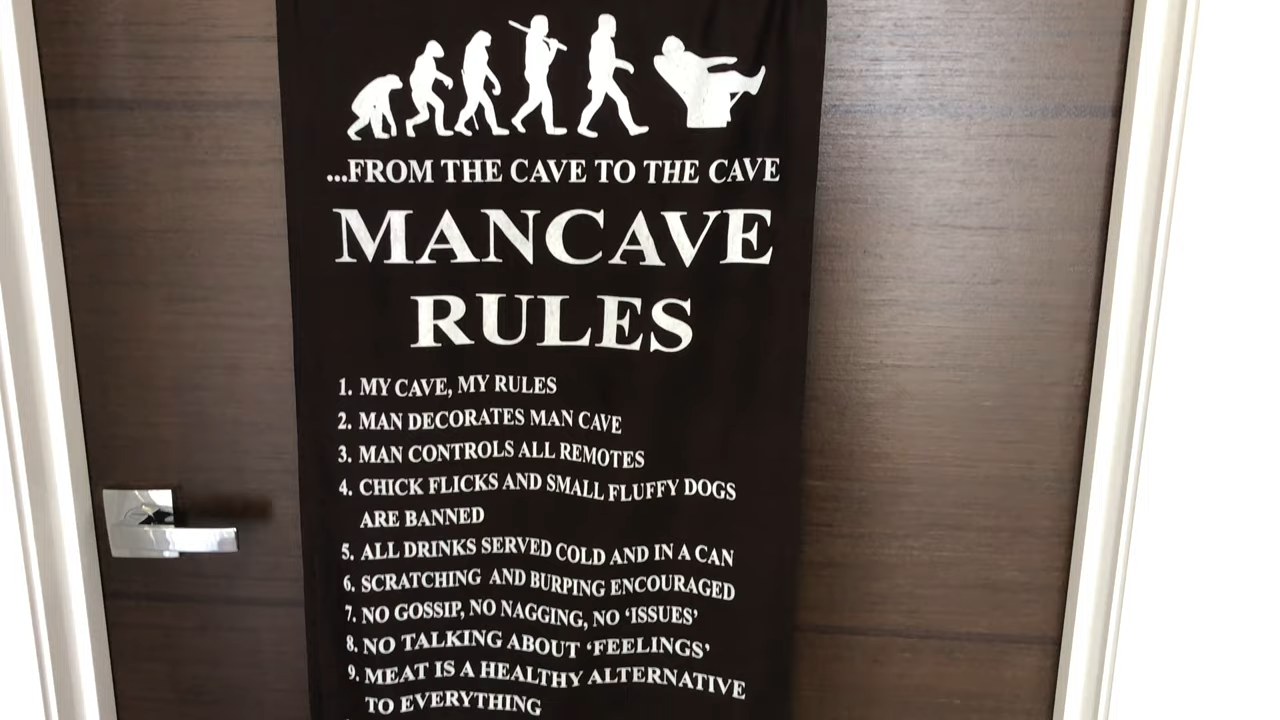 ...FROM THE CAVE TO THE CAVE
MANCAVE
RULES
1. MY CAVE, MY RULES
2. MAN DECORATES MAN CAVE
3. MAN CONTROLS ALL REMOTES
4. CHICK FLICKS AND SMALL FLUFFY DOGS
ARE BANNED
5. ALL DRINKS SERVED COLD AND IN A CAN
6. SCRATCHING AND BURPING ENCOURAGED
7. NO GOSSIP, NO NAGGING, NO ‘ISSUES’
8. NO TALKING ABOUT ‘FEELINGS’
9. MEAT IS A HEALTHY ALTERNATIVE
TO EVERYTHING